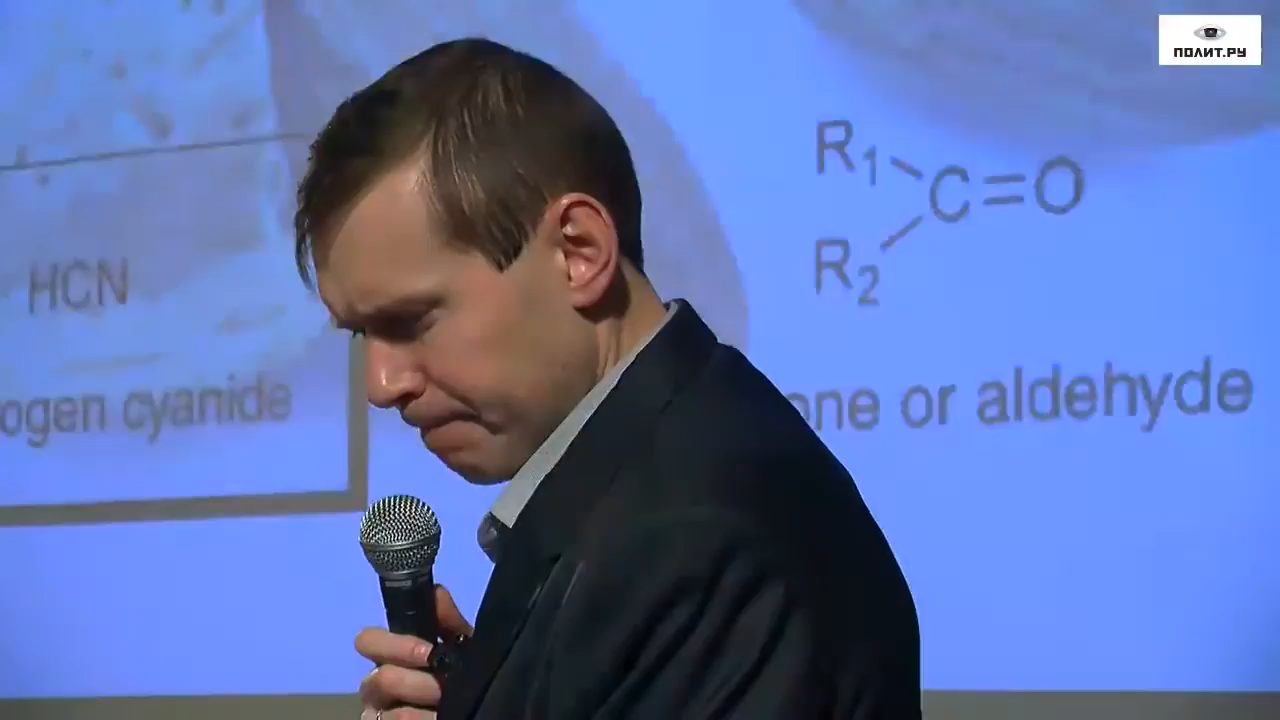 ПОЛИТ.РУ
R1
C=O
R2
HCN
ogen cyanide
one or aldehyde